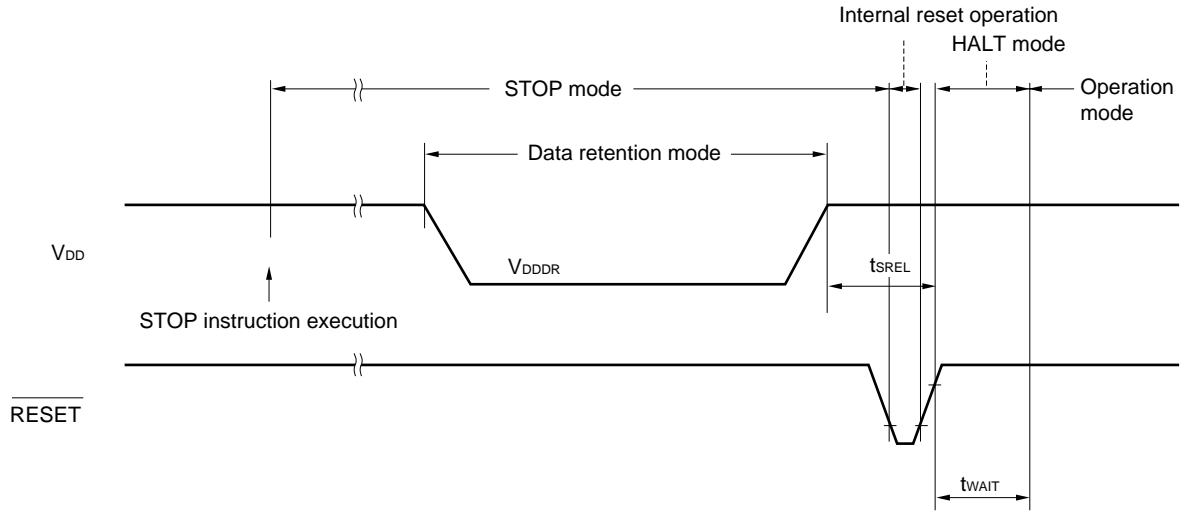 Internal reset operation
HALT mode
STOP mode
Operation
mode
Data retention mode
VDD
VDDDR
tSREL
STOP instruction execution
RESET
tWAIT